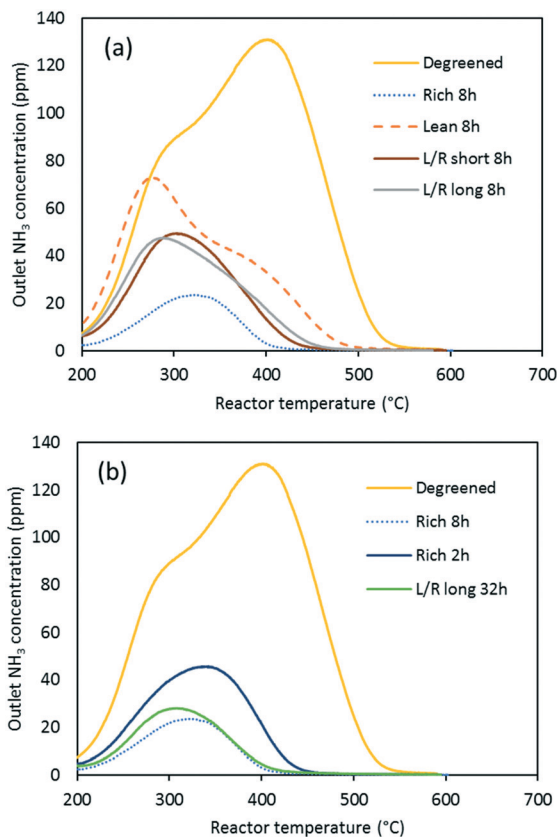 (a)
140
120
100
80
60
40
20
0
Outlet NH₃ concentration (ppm)
Degreened
Rich 8h
Lean 8h
L/R short 8h
L/R long 8h
200 300 400 500 600 700
Reactor temperature (°C)
(b)
140
120
100
80
60
40
20
0
Outlet NH₃ concentration (ppm)
Degreened
Rich 8h
Rich 2h
L/R long 32h
200 300 400 500 600 700
Reactor temperature (°C)